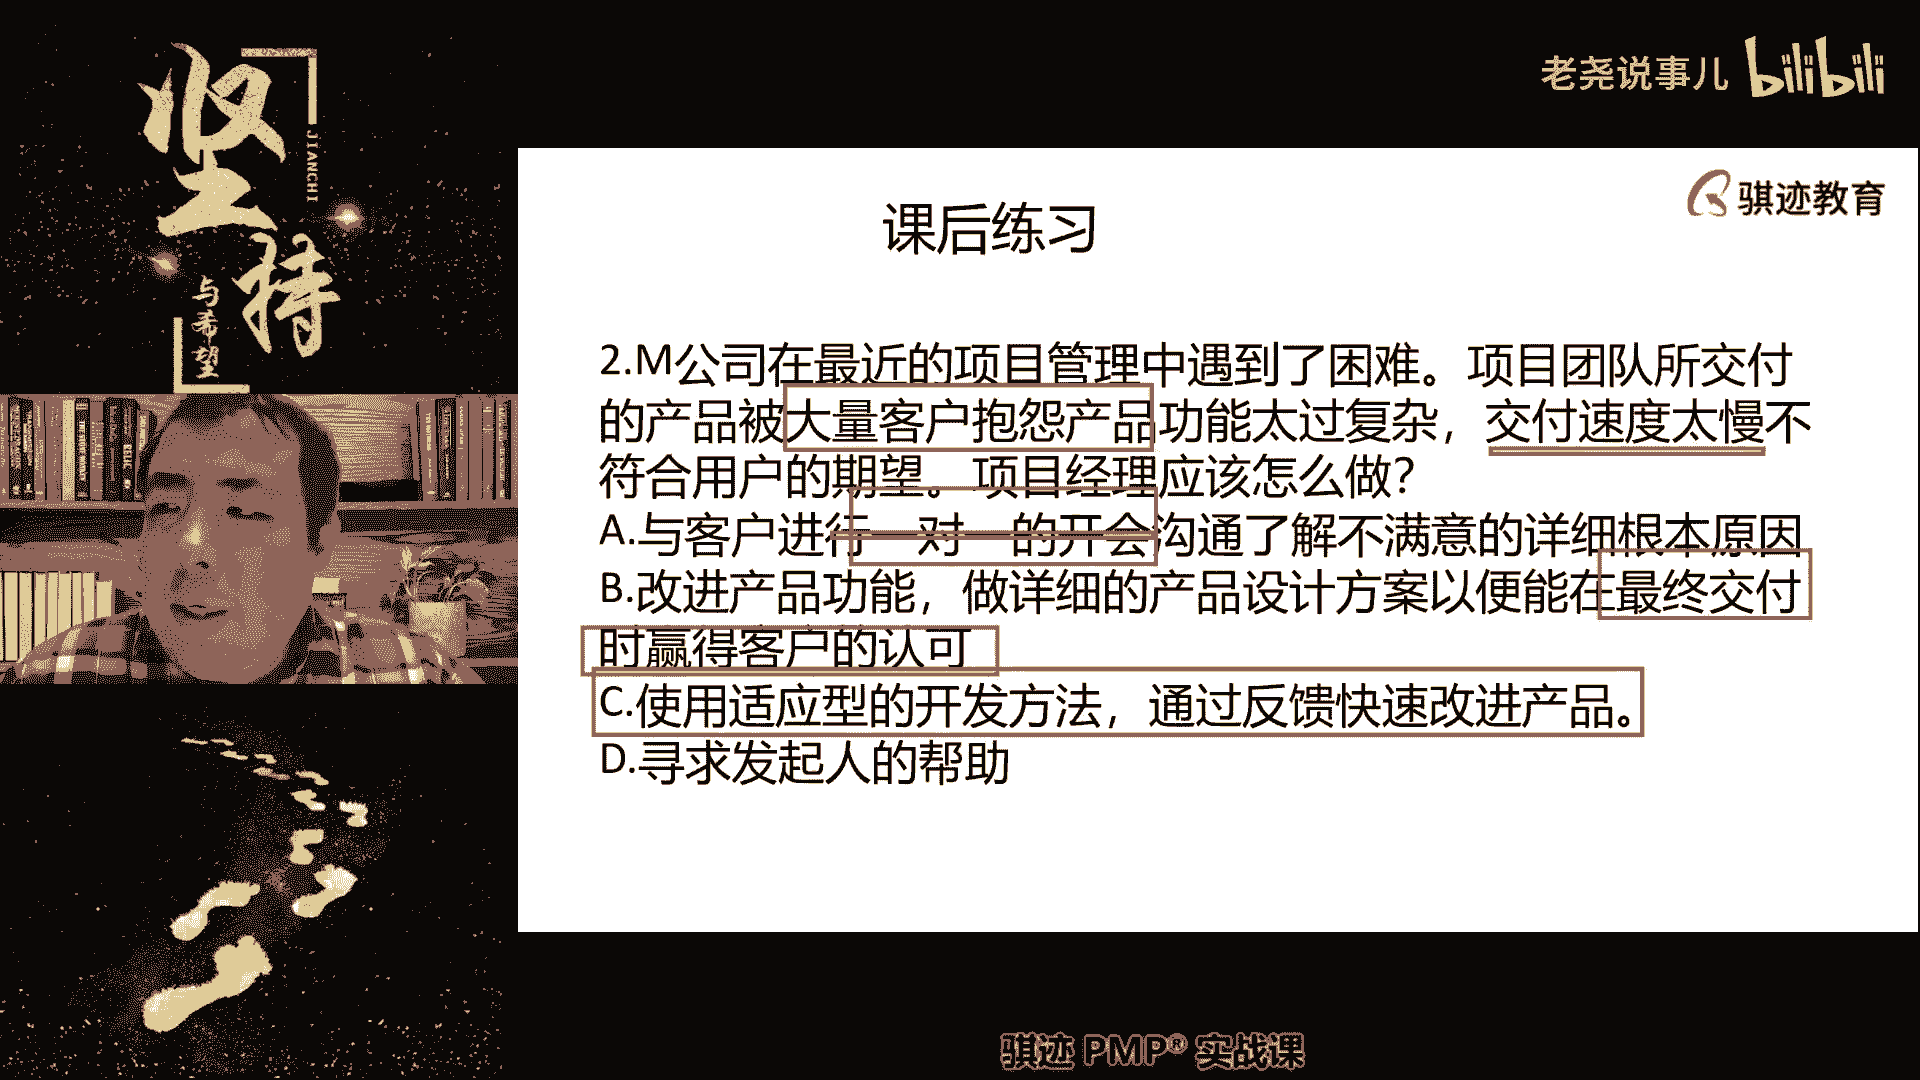 坚持
JIANCHI
与希望
老尧说事儿 bilibili
骐迹教育
课后练习
2.M公司在最近的项目管理中遇到了困难。项目团队所交付
的产品被大量客户抱怨产品功能太过复杂，交付速度太慢不
符合用户的期望。项目经理应该怎么做？
A.与客户进行一对一的开会沟通了解不满意的详细根本原因
B.改进产品功能，做详细的产品设计方案以便能在最终交付
时赢得客户的认可
C.使用适应型的开发方法，通过反馈快速改进产品。
D.寻求发起人的帮助
骐迹 PMP® 实战课